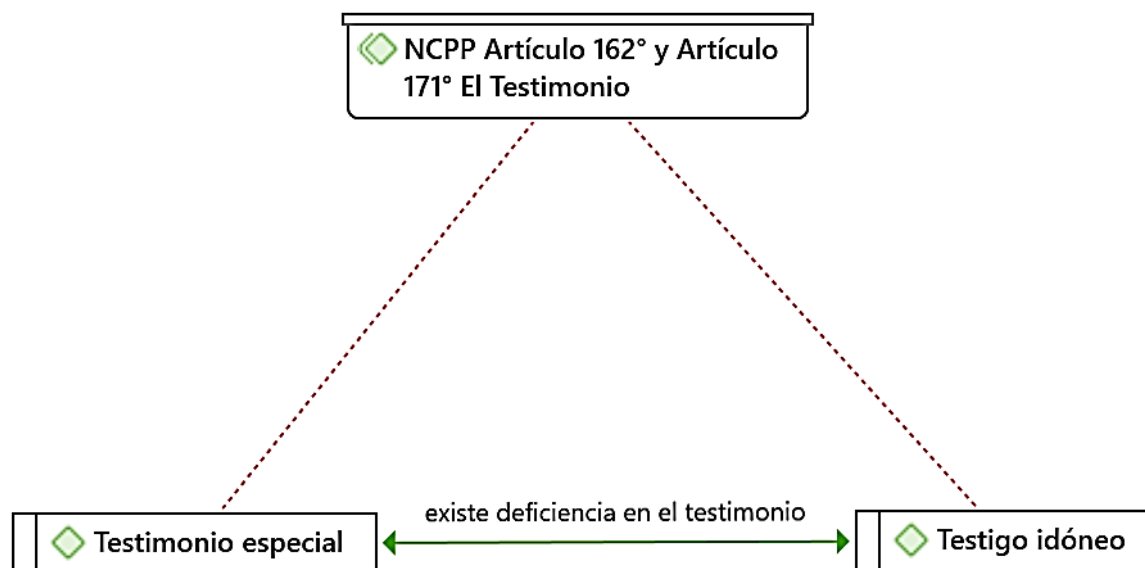 NCPP Artículo 162° y Artículo
171° El Testimonio
existe deficiencia en el testimonio
Testimonio especial
Testigo idóneo